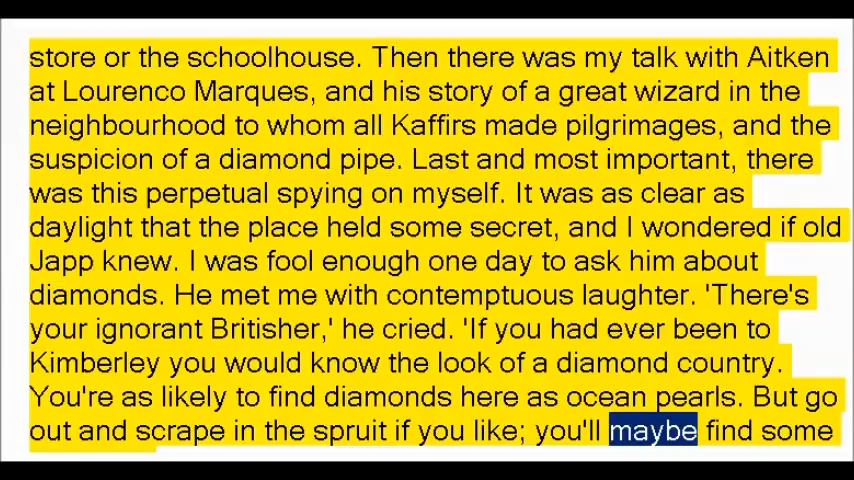 store or the schoolhouse. Then there was my talk with Aitken
at Lourenco Marques, and his story of a great wizard in the
neighbourhood to whom all Kaffirs made pilgrimages, and the
suspicion of a diamond pipe. Last and most important, there
was this perpetual spying on myself. It was as clear as
daylight that the place held some secret, and I wondered if old
Japp knew. I was fool enough one day to ask him about
diamonds. He met me with contemptuous laughter. 'There's
your ignorant Britisher,' he cried. 'If you had ever been to
Kimberley you would know the look of a diamond country.
You're as likely to find diamonds here as ocean pearls. But go
out and scrape in the spruit if you like; you'll maybe find some